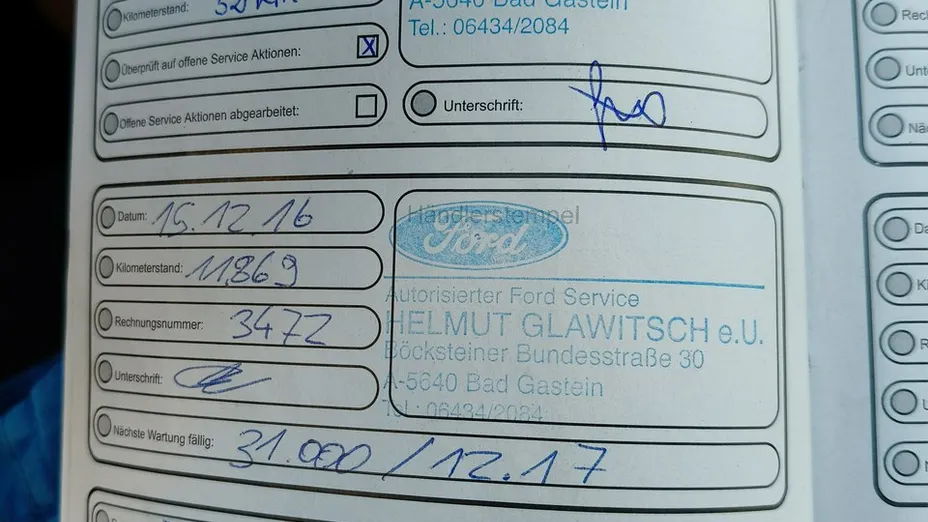 Kilometerstand:
A-5640 Bad Gastein
Tel.: 06434/2084
Überprüft auf offene Service Aktionen: X
Offene Service Aktionen abgearbeitet:
Unterschrift:
Datum: 15.12.16
Kilometerstand: 11869
Rechnungsnummer: 3472
Unterschrift:
Nächste Wartung fällig: 31.000 / 12.17
Händlerstempel
Ford
Autorisierter Ford Service
HELMUT GLAWITSCH e.U.
Böcksteiner Bundesstraße 30
A-5640 Bad Gastein
Tel.: 06434/2084